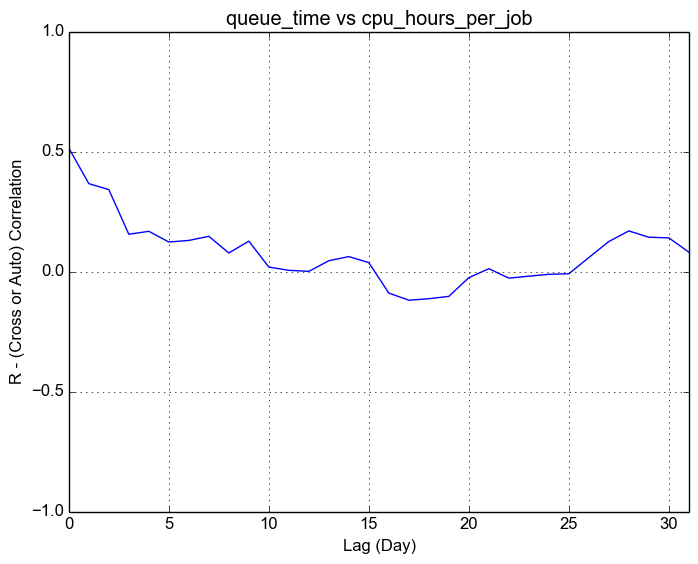 queue_time vs cpu_hours_per_job
1.0
0.5
0.0
−0.5
−1.0
R - (Cross or Auto) Correlation
0 5 10 15 20 25 30
Lag (Day)